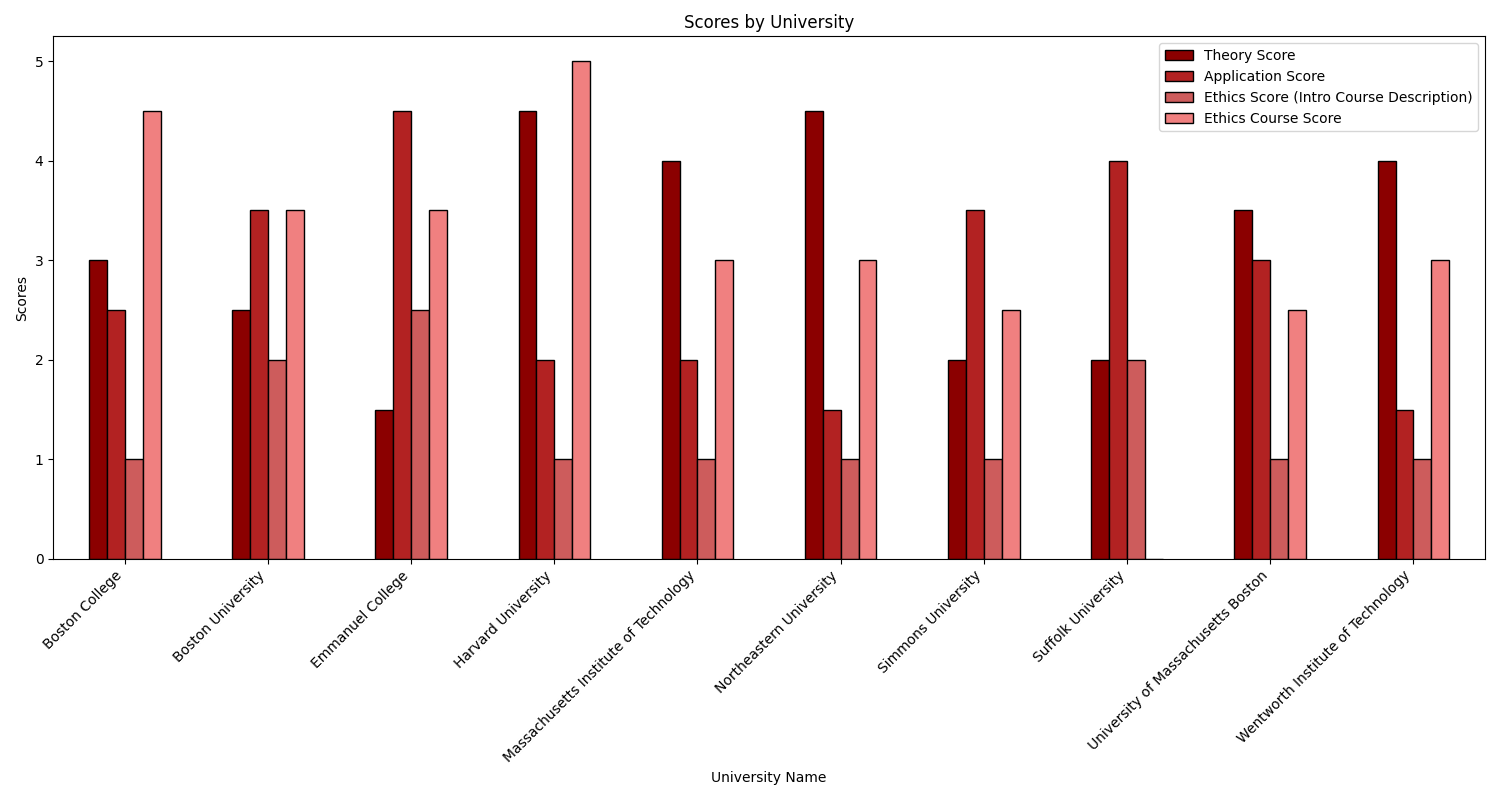 Scores by University
Theory Score
Application Score
Ethics Score (Intro Course Description)
Ethics Course Score
5
4
3
2
1
0
Scores
Boston College
Boston University
Emmanuel College
Harvard University
Massachusetts Institute of Technology
Northeastern University
Simmons University
Suffolk University
University of Massachusetts Boston
Wentworth Institute of Technology
University Name